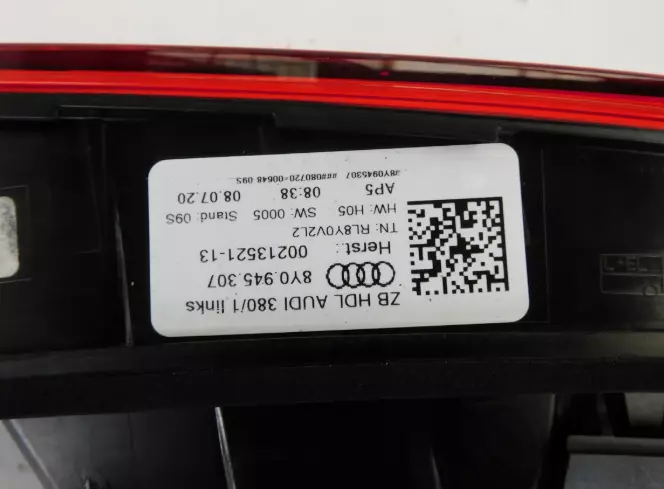 ZB HDL AUDI 380/1 links
8Y0.945.307
Herst.: 00213521-13
TN: RL8Y0V2L2
HW: H05 SW: 0005 Stand: 09S
AP5 08:38 08.07.20
#8Y0945307 ###080720-00648 09S